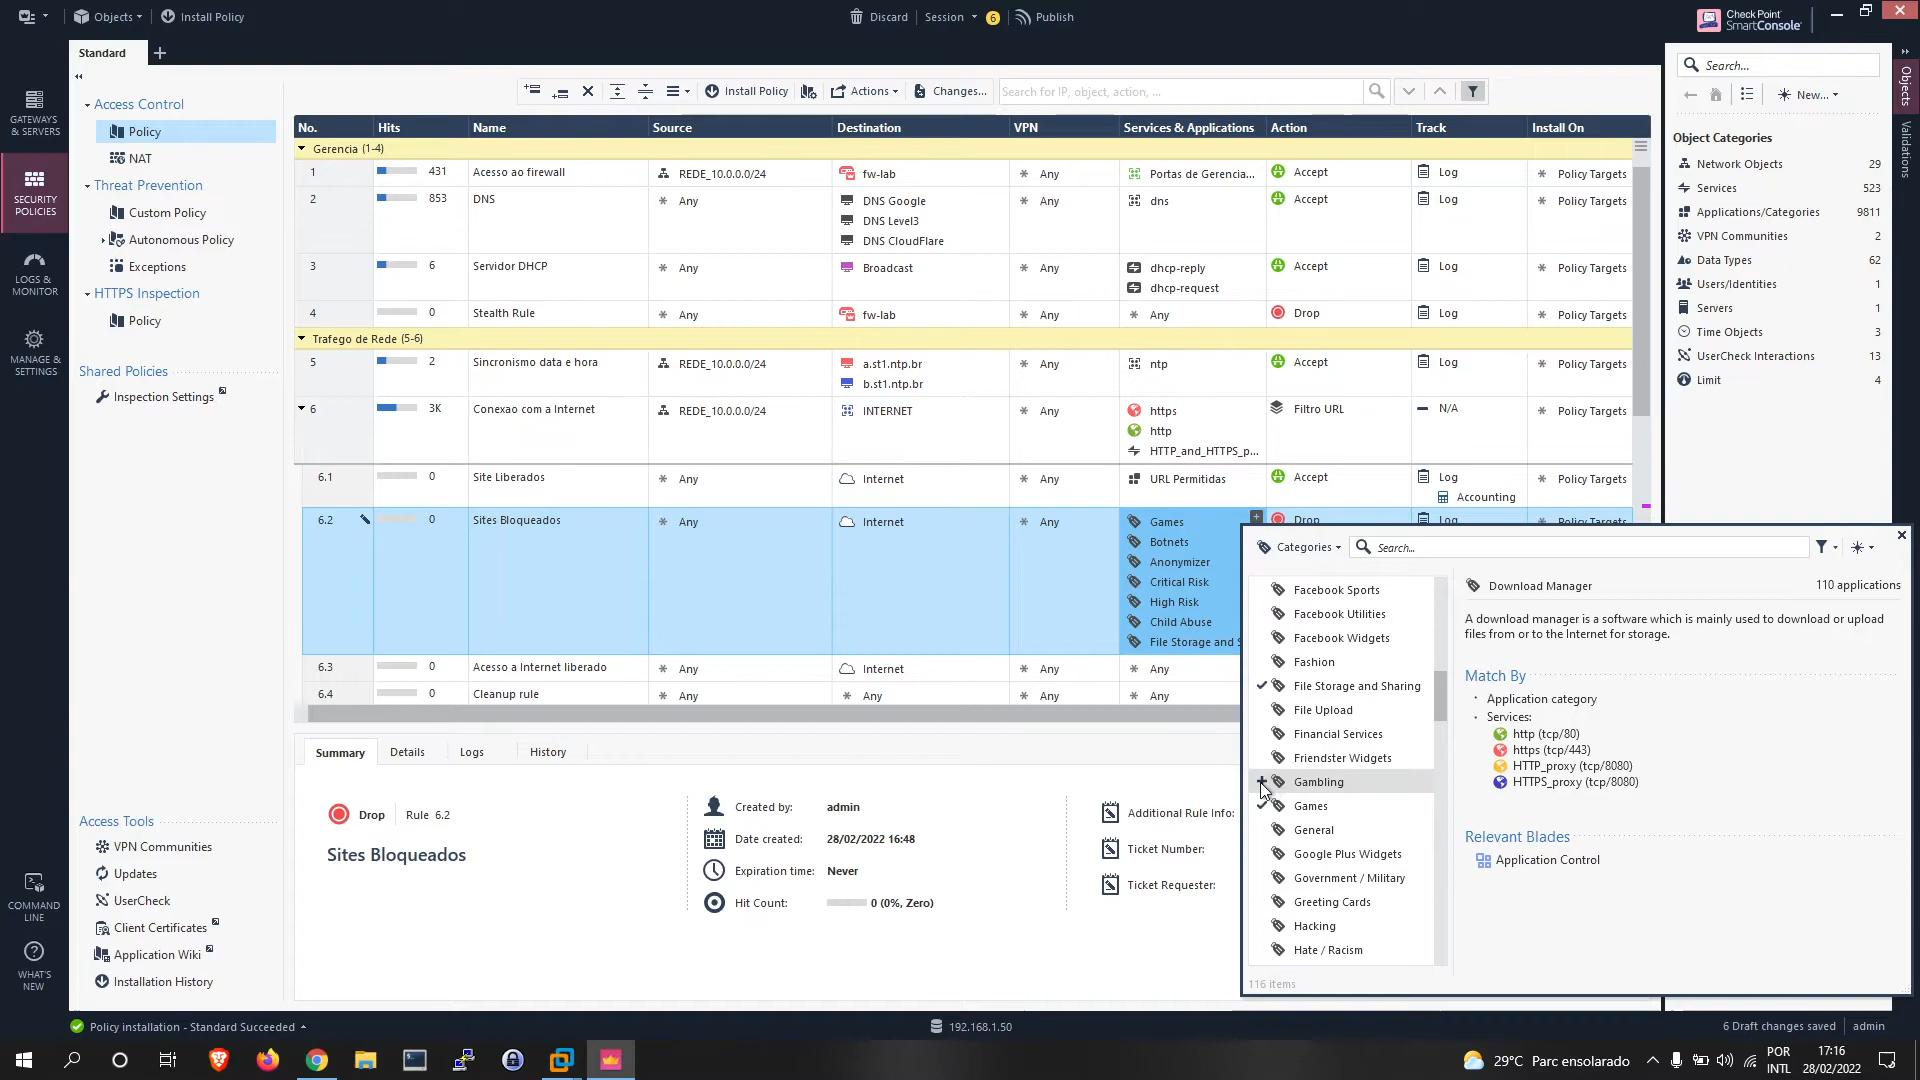 Objects
Install Policy
Discard
Session
6
Publish
Check Point
SmartConsole
Standard
GATEWAYS
& SERVERS
SECURITY
POLICIES
LOGS &
MONITOR
MANAGE &
SETTINGS
COMMAND
LINE
WHAT'S
NEW
Access Control
Policy
NAT
Threat Prevention
Custom Policy
Autonomous Policy
Exceptions
HTTPS Inspection
Policy
Shared Policies
Inspection Settings
Access Tools
VPN Communities
Updates
UserCheck
Client Certificates
Application Wiki
Installation History
Install Policy
Actions
Changes...
Search for IP, object, action, ...
No. Hits Name Source Destination VPN Services & Applications Action Track Install On
Gerencia (1-4)
1 431 Acesso ao firewall REDE_10.0.0.0/24 fw-lab Any Portas de Gerencia... Accept Log Policy Targets
2 853 DNS Any DNS Google Any dns Accept Log Policy Targets
DNS Level3
DNS CloudFlare
3 6 Servidor DHCP Any Broadcast Any dhcp-reply Accept Log Policy Targets
dhcp-request
4 0 Stealth Rule Any fw-lab Any Any Drop Log Policy Targets
Trafego de Rede (5-6)
5 2 Sincronismo data e hora REDE_10.0.0.0/24 a.st1.ntp.br Any ntp Accept Log Policy Targets
b.st1.ntp.br
6 3K Conexao com a Internet REDE_10.0.0.0/24 INTERNET Any https Filtro URL N/A Policy Targets
http
HTTP_and_HTTPS_p...
6.1 0 Site Liberados Any Internet Any URL Permitidas Accept Log Policy Targets
Accounting
6.2 0 Sites Bloqueados Any Internet Any Games Drop Log Policy Targets
Botnets
Anonymizer
Critical Risk
High Risk
Child Abuse
File Storage and S
6.3 0 Acesso a Internet liberado Any Internet Any Any
6.4 0 Cleanup rule Any Any Any Any
Summary Details Logs History
Drop Rule 6.2
Sites Bloqueados
Created by: admin
Date created: 28/02/2022 16:48
Expiration time: Never
Hit Count: 0 (0%, Zero)
Additional Rule Info:
Ticket Number:
Ticket Requester:
Search...
New...
Object Categories
Network Objects 29
Services 523
Applications/Categories 9811
VPN Communities 2
Data Types 62
Users/Identities 1
Servers 1
Time Objects 3
UserCheck Interactions 13
Limit 4
Objects
Validations
Categories
Search...
Facebook Sports
Facebook Utilities
Facebook Widgets
Fashion
File Storage and Sharing
File Upload
Financial Services
Friendster Widgets
Gambling
Games
General
Google Plus Widgets
Government / Military
Greeting Cards
Hacking
Hate / Racism
116 items
Download Manager 110 applications
A download manager is a software which is mainly used to download or upload
files from or to the Internet for storage.
Match By
Application category
Services:
http (tcp/80)
https (tcp/443)
HTTP_proxy (tcp/8080)
HTTPS_proxy (tcp/8080)
Relevant Blades
Application Control
Policy installation - Standard Succeeded
192.168.1.50
6 Draft changes saved
admin
29°C Parc ensolarado
POR
INTL
17:16
28/02/2022